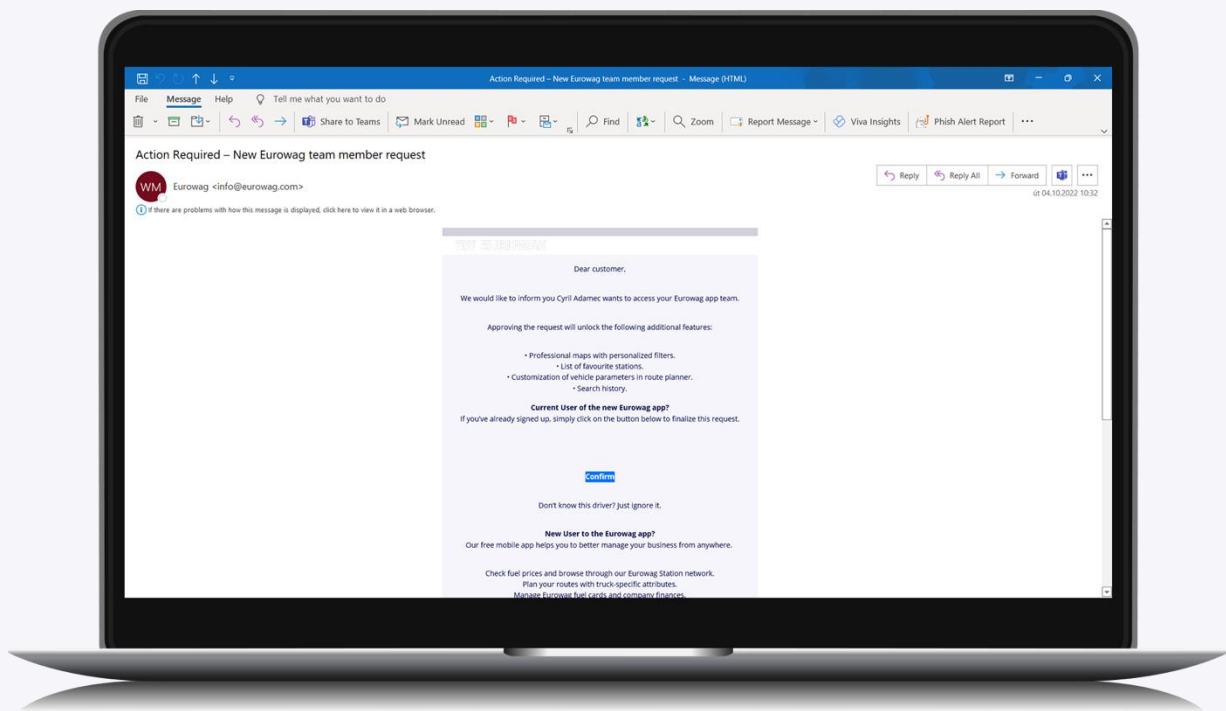 Action Required – New Eurowag team member request - Message (HTML)
File Message Help Tell me what you want to do
Share to Teams Mark Unread Find Zoom Report Message Viva Insights Phish Alert Report
Action Required – New Eurowag team member request
WM
Eurowag <info@eurowag.com>
Reply Reply All Forward
út 04.10.2022 10:32
If there are problems with how this message is displayed, click here to view it in a web browser.
Dear customer,
We would like to inform you Cyril Adamec wants to access your Eurowag app team.
Approving the request will unlock the following additional features:
• Professional maps with personalized filters.
• List of favourite stations.
• Customization of vehicle parameters in route planner.
• Search history.
Current User of the new Eurowag app?
If you've already signed up, simply click on the button below to finalize this request.
Confirm
Don't know this driver? Just ignore it.
New User to the Eurowag app?
Our free mobile app helps you to better manage your business from anywhere.
Check fuel prices and browse through our Eurowag Station network.
Plan your routes with truck-specific attributes.
Manage Eurowag fuel cards and company finances.